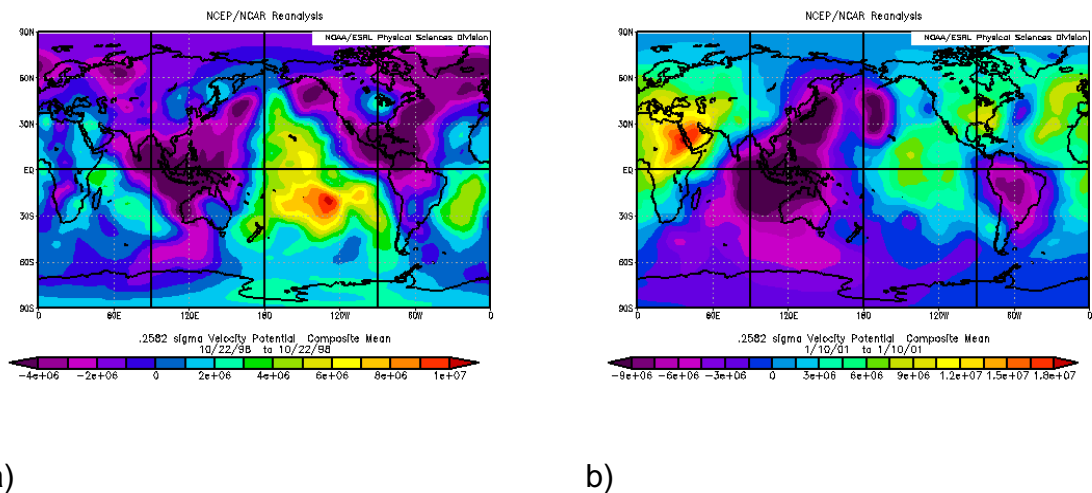 NCEP/NCAR Reanalysis
NOAA/ESRL Physical Sciences Division
90N
60N
30N
EQ
30S
60S
90S
0 60E 120E 180 120W 60W 0
.2582 sigma Velocity Potential Composite Mean
10/22/98 to 10/22/98
-4e+06 -2e+06 0 2e+06 4e+06 6e+06 8e+06 1e+07
a)
NCEP/NCAR Reanalysis
NOAA/ESRL Physical Sciences Division
90N
60N
30N
EQ
30S
60S
90S
0 60E 120E 180 120W 60W 0
.2582 sigma Velocity Potential Composite Mean
1/10/01 to 1/10/01
-9e+06 -6e+06 -3e+06 0 3e+06 6e+06 9e+06 1.2e+07 1.5e+07 1.8e+07
b)